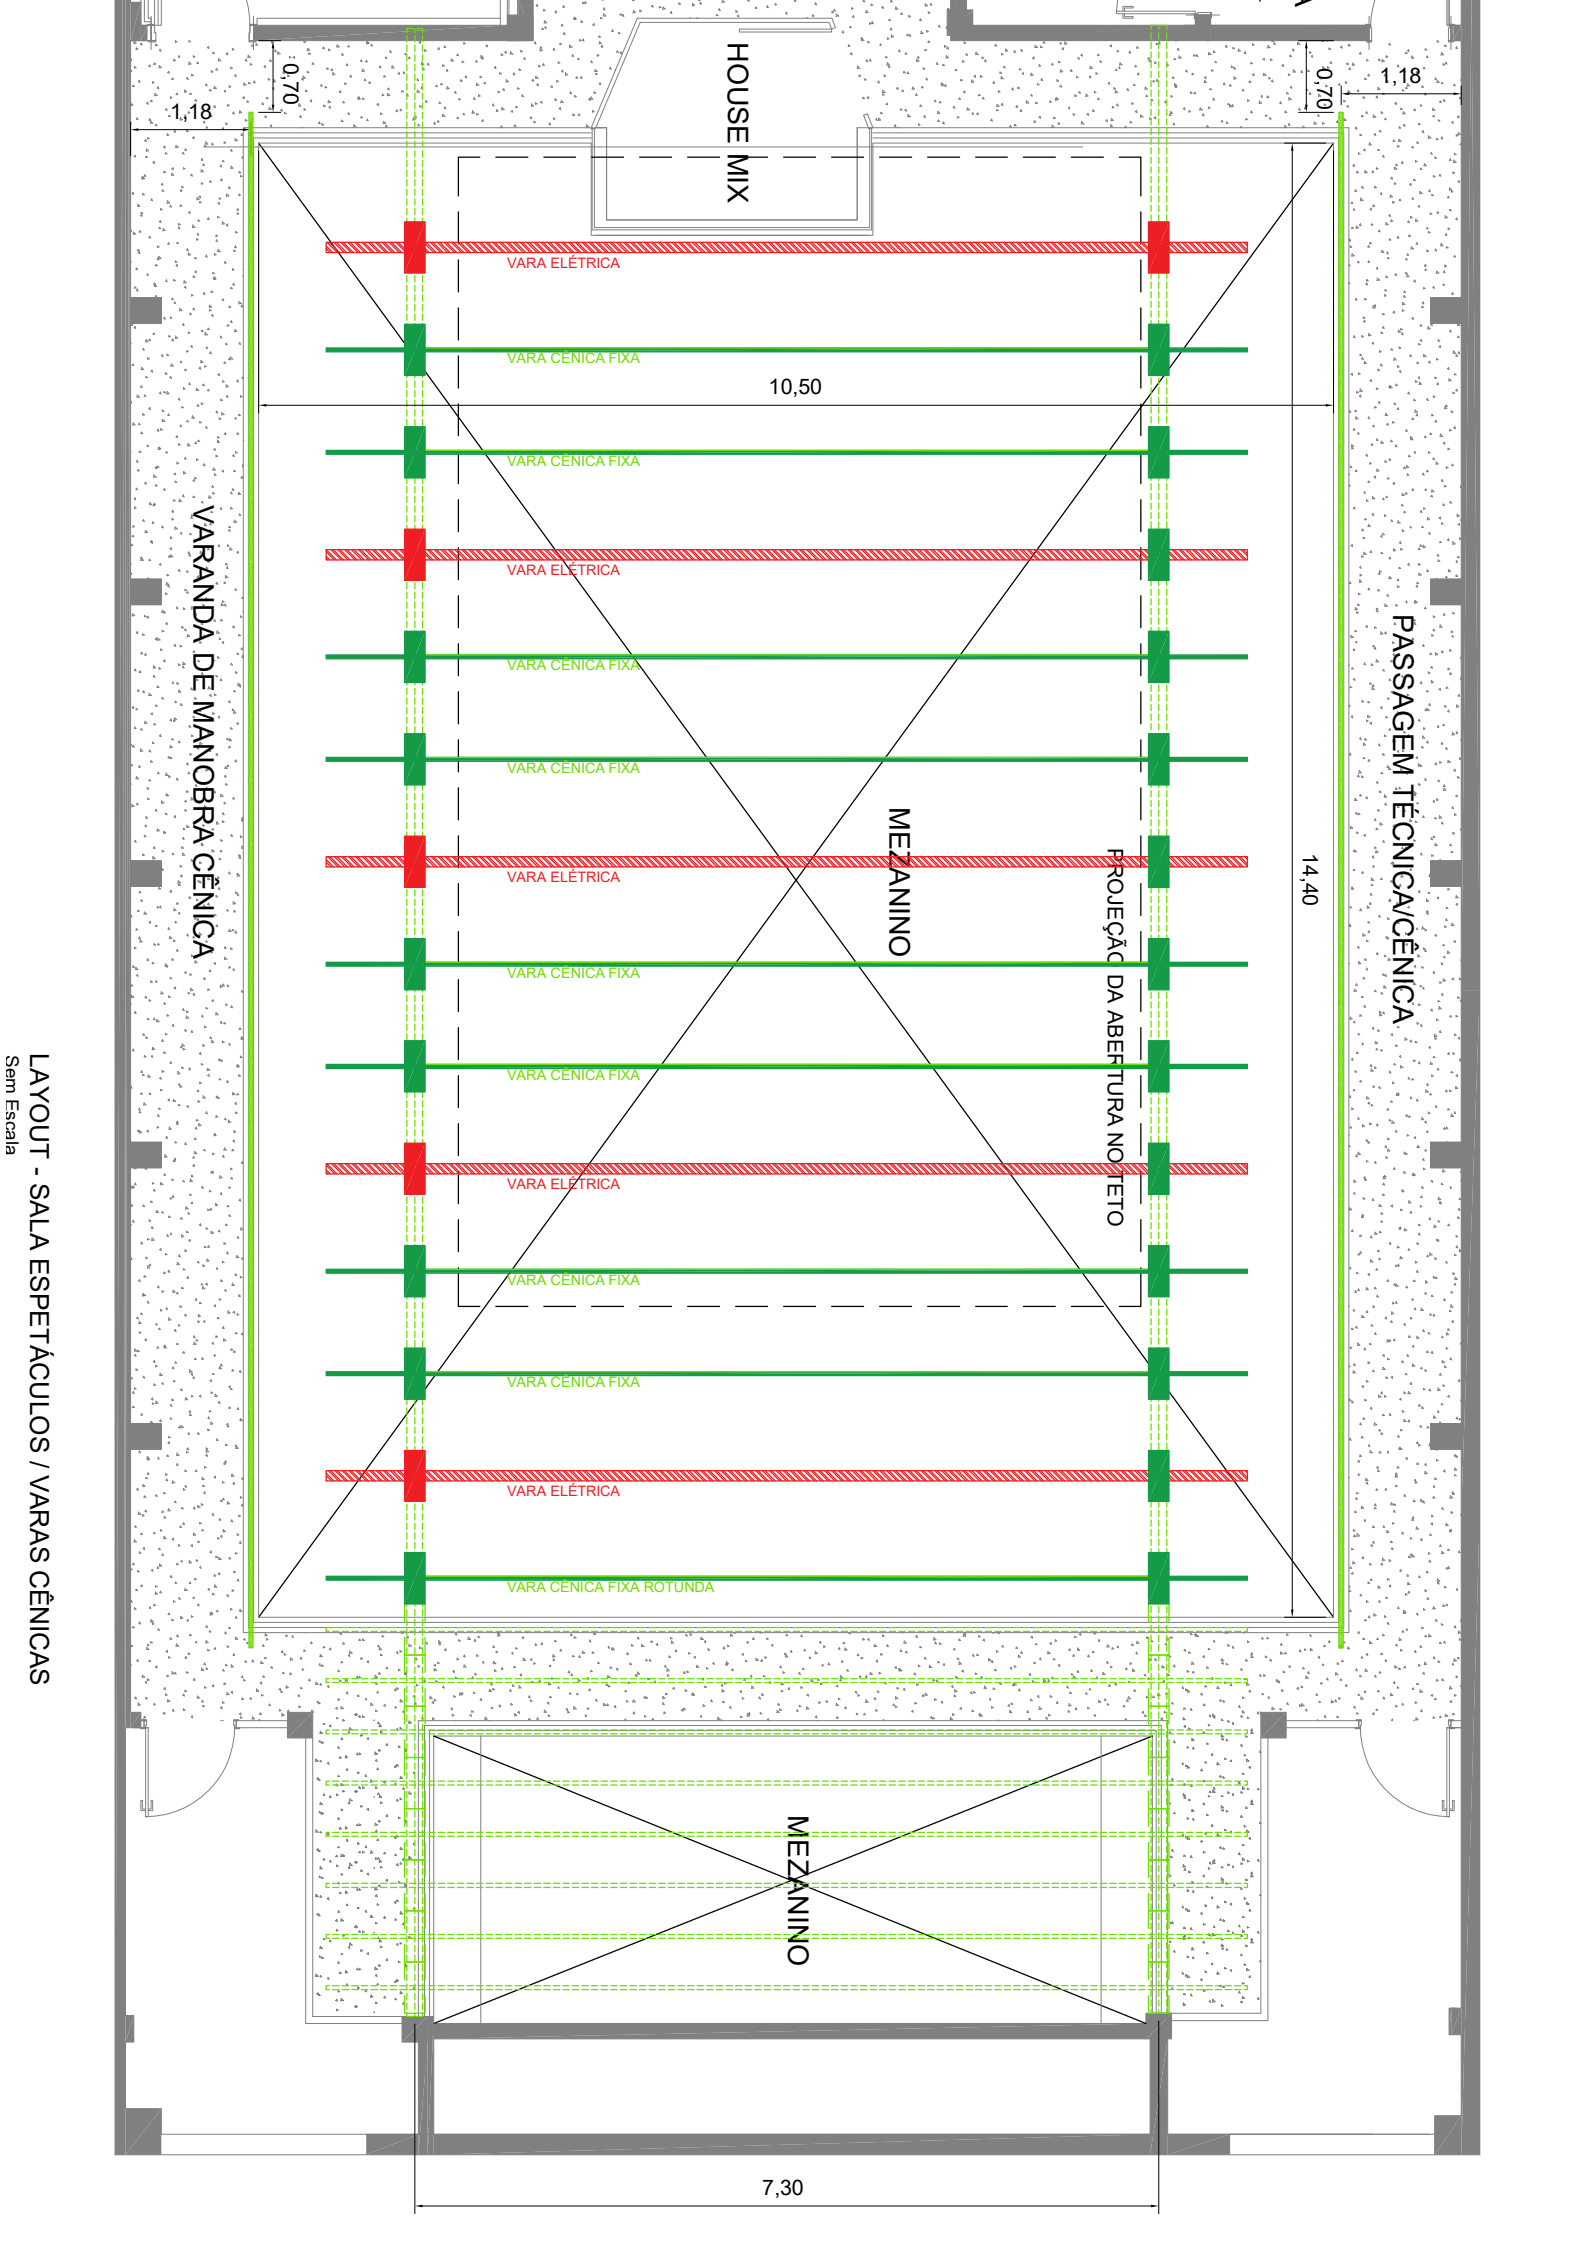 A
0,70
1,18
HOUSE MIX
0,70
1,18
VARA ELÉTRICA
VARA CÊNICA FIXA
10,50
VARA CÊNICA FIXA
VARANDA DE MANOBRA CÊNICA
VARA ELÉTRICA
PASSAGEM TÉCNICA/CÊNICA
VARA CÊNICA FIXA
VARA CÊNICA FIXA
MEZANINO
PROJEÇÃO DA ABERTURA NO TETO
14,40
VARA ELÉTRICA
VARA CÊNICA FIXA
VARA CÊNICA FIXA
VARA ELÉTRICA
VARA CÊNICA FIXA
VARA CÊNICA FIXA
VARA ELÉTRICA
VARA CÊNICA FIXA ROTUNDA
MEZANINO
7,30
LAYOUT - SALA ESPETÁCULOS / VARAS CÊNICAS
Sem Escala